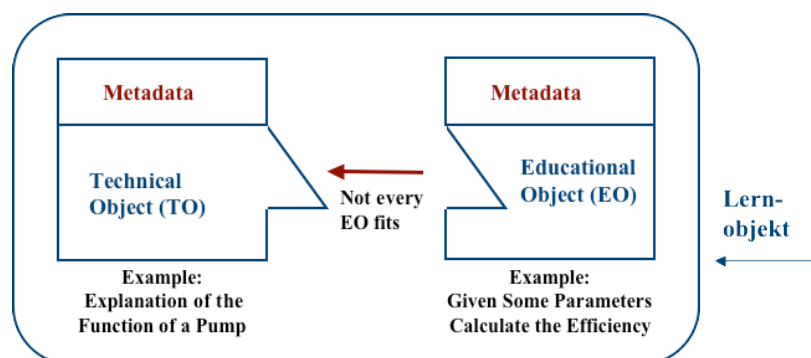 Metadata
Technical
Object (TO)
Example:
Explanation of the
Function of a Pump
Not every
EO fits
Metadata
Educational
Object (EO)
Example:
Given Some Parameters
Calculate the Efficiency
Lern-
objekt